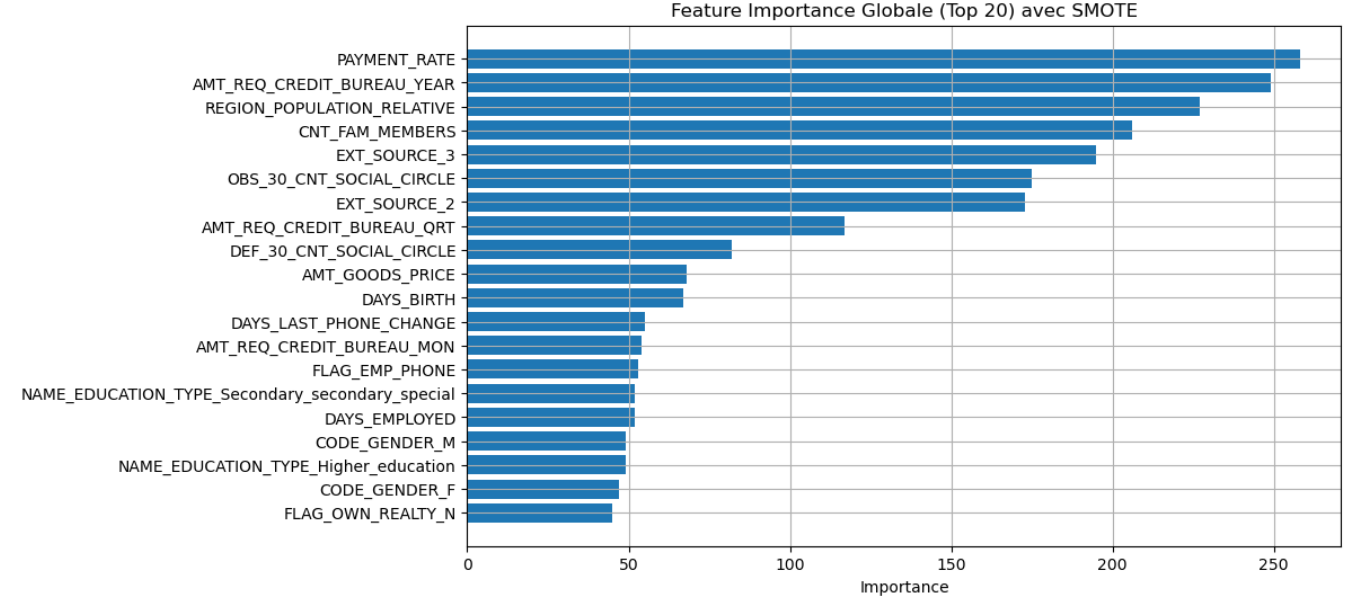 Feature Importance Globale (Top 20) avec SMOTE
PAYMENT_RATE
AMT_REQ_CREDIT_BUREAU_YEAR
REGION_POPULATION_RELATIVE
CNT_FAM_MEMBERS
EXT_SOURCE_3
OBS_30_CNT_SOCIAL_CIRCLE
EXT_SOURCE_2
AMT_REQ_CREDIT_BUREAU_QRT
DEF_30_CNT_SOCIAL_CIRCLE
AMT_GOODS_PRICE
DAYS_BIRTH
DAYS_LAST_PHONE_CHANGE
AMT_REQ_CREDIT_BUREAU_MON
FLAG_EMP_PHONE
NAME_EDUCATION_TYPE_Secondary_secondary_special
DAYS_EMPLOYED
CODE_GENDER_M
NAME_EDUCATION_TYPE_Higher_education
CODE_GENDER_F
FLAG_OWN_REALTY_N
0 50 100 150 200 250
Importance